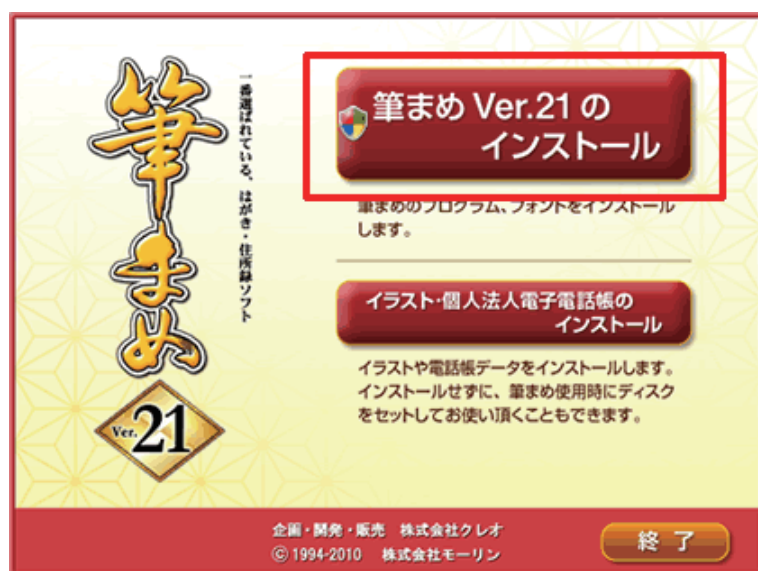 筆まめ
Ver.21
一番選ばれている、はがき・住所録ソフト
筆まめ Ver.21 の
インストール
筆まめのプログラム、フォントをインストール
します。
イラスト・個人法人電子電話帳の
インストール
イラストや電話帳データをインストールします。
インストールせずに、筆まめ使用時にディスク
をセットしてお使い頂くこともできます。
企画・開発・販売 株式会社クレオ
© 1994-2010 株式会社モーリン
終 了